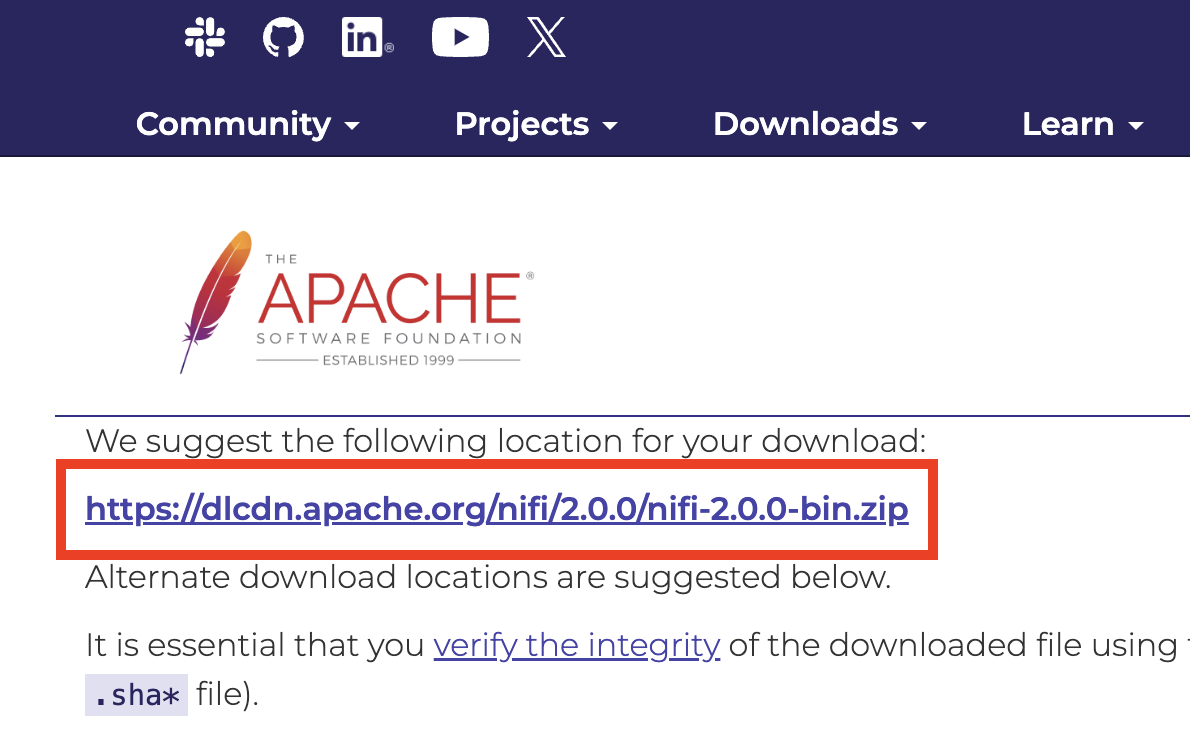 in®
Community
Projects
Downloads
Learn
THE
APACHE®
SOFTWARE FOUNDATION
ESTABLISHED 1999
We suggest the following location for your download:
https://dlcdn.apache.org/nifi/2.0.0/nifi-2.0.0-bin.zip
Alternate download locations are suggested below.
It is essential that you verify the integrity of the downloaded file using
.sha* file).